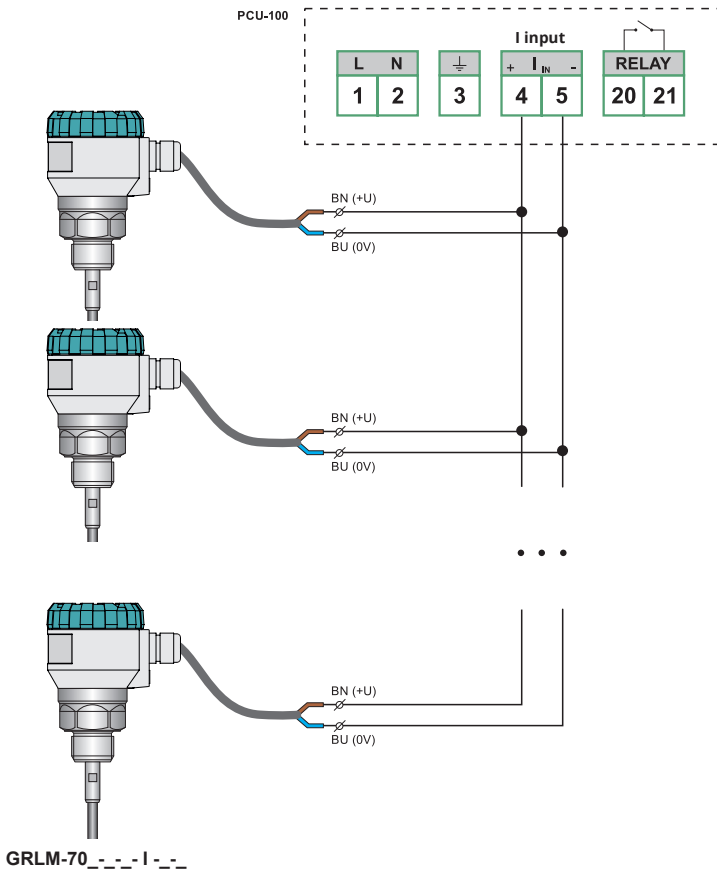 PCU-100
I input
L N
⏚
+ I IN -
RELAY
1 2
3
4 5
20 21
BN (+U)
BU (0V)
BN (+U)
BU (0V)
• • •
BN (+U)
BU (0V)
GRLM-70_-_-_- I -_-_